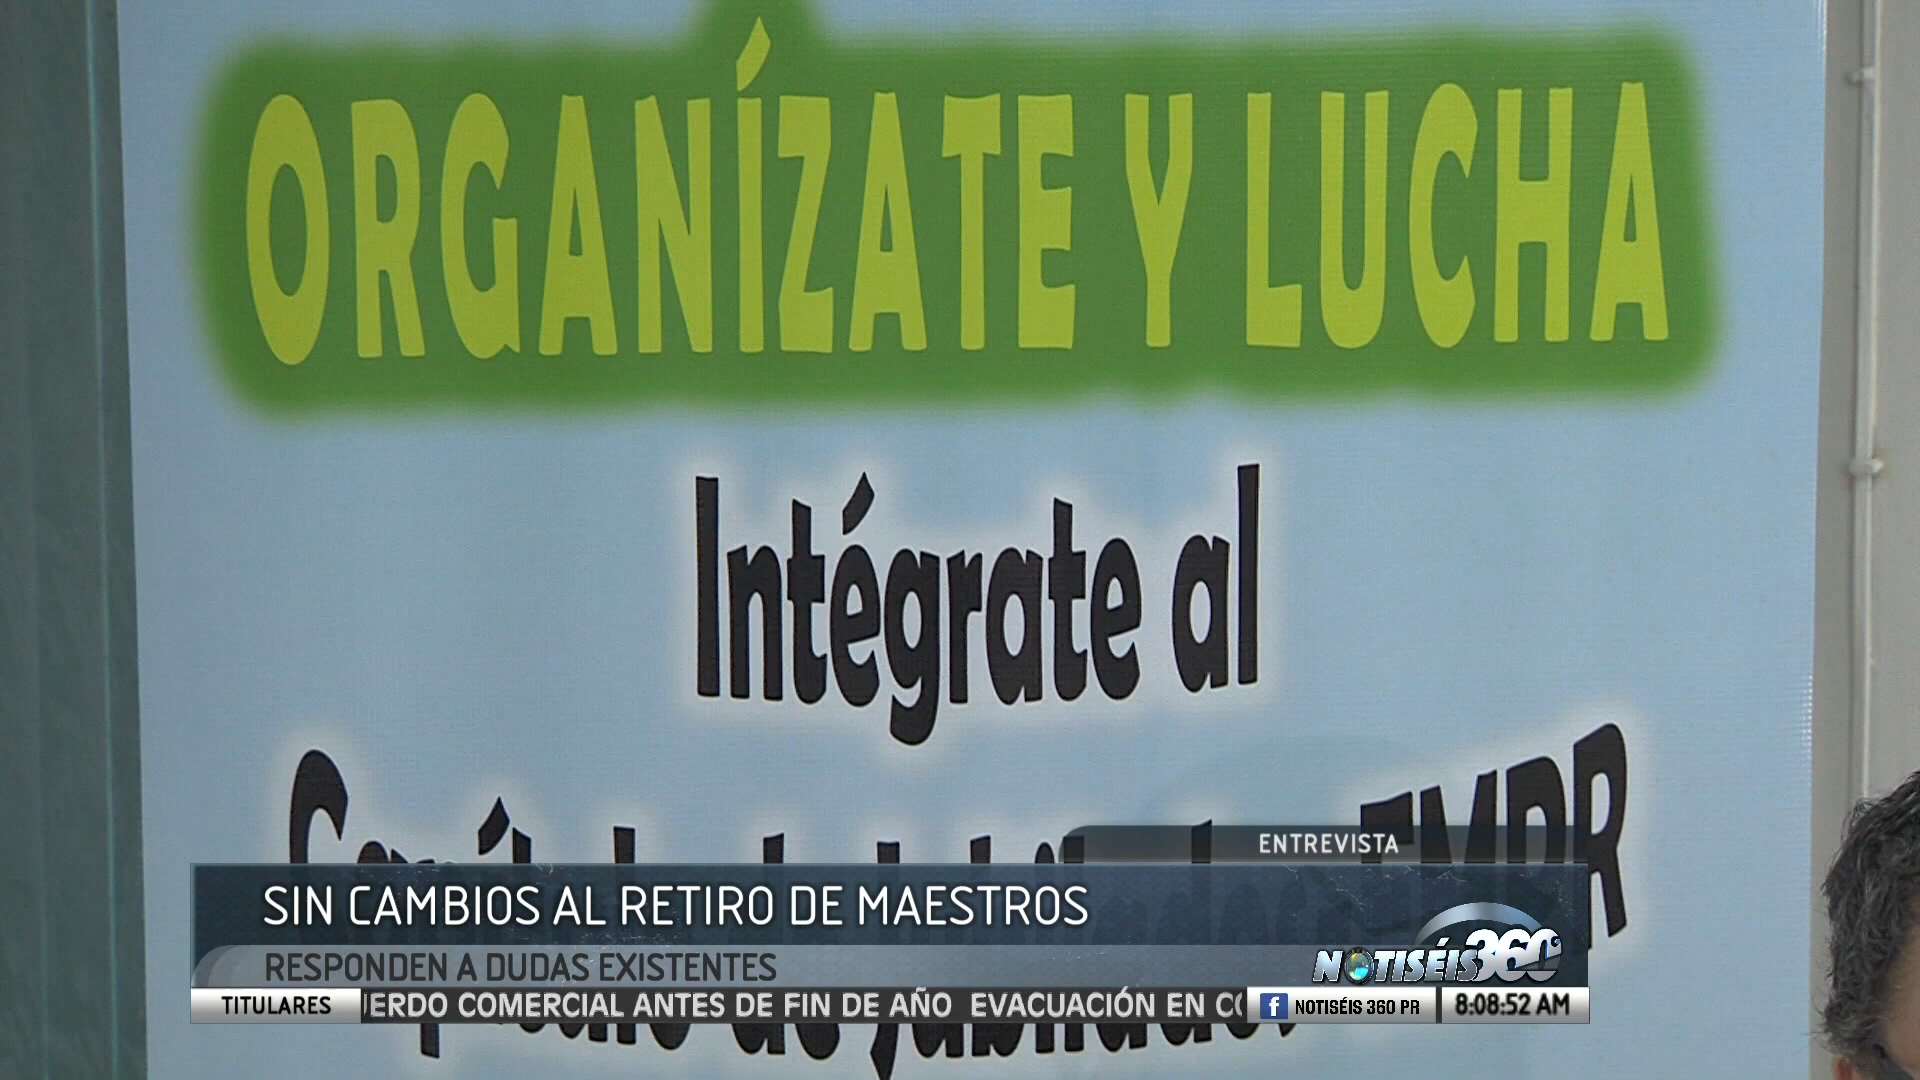 ORGANÍZATE Y LUCHA
Intégrate al
ENTREVISTA
SIN CAMBIOS AL RETIRO DE MAESTROS
RESPONDEN A DUDAS EXISTENTES
NOTISÉIS 360°
TITULARES UERDO COMERCIAL ANTES DE FIN DE AÑO EVACUACIÓN EN CO f NOTISÉIS 360 PR 8:08:52 AM